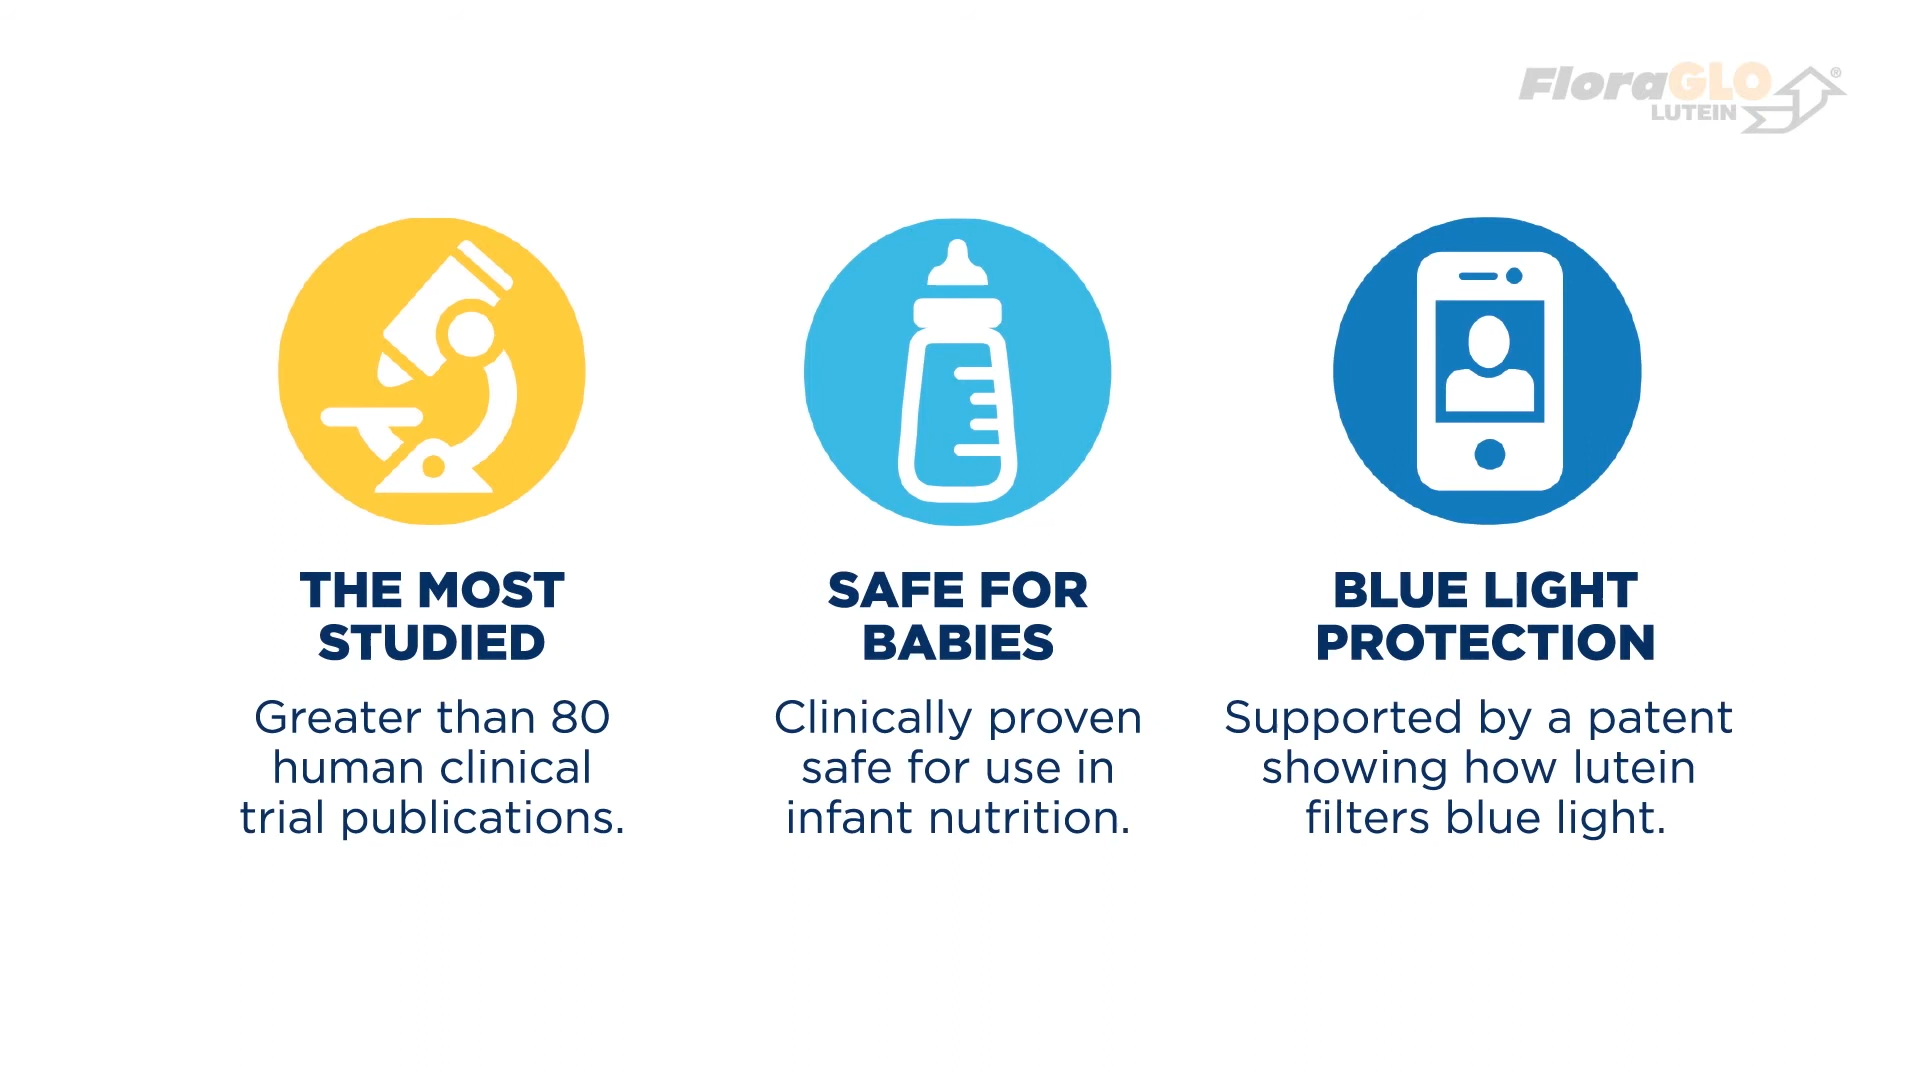 FloraGLO®
LUTEIN
THE MOST
STUDIED
Greater than 80
human clinical
trial publications.
SAFE FOR
BABIES
Clinically proven
safe for use in
infant nutrition.
BLUE LIGHT
PROTECTION
Supported by a patent
showing how lutein
filters blue light.